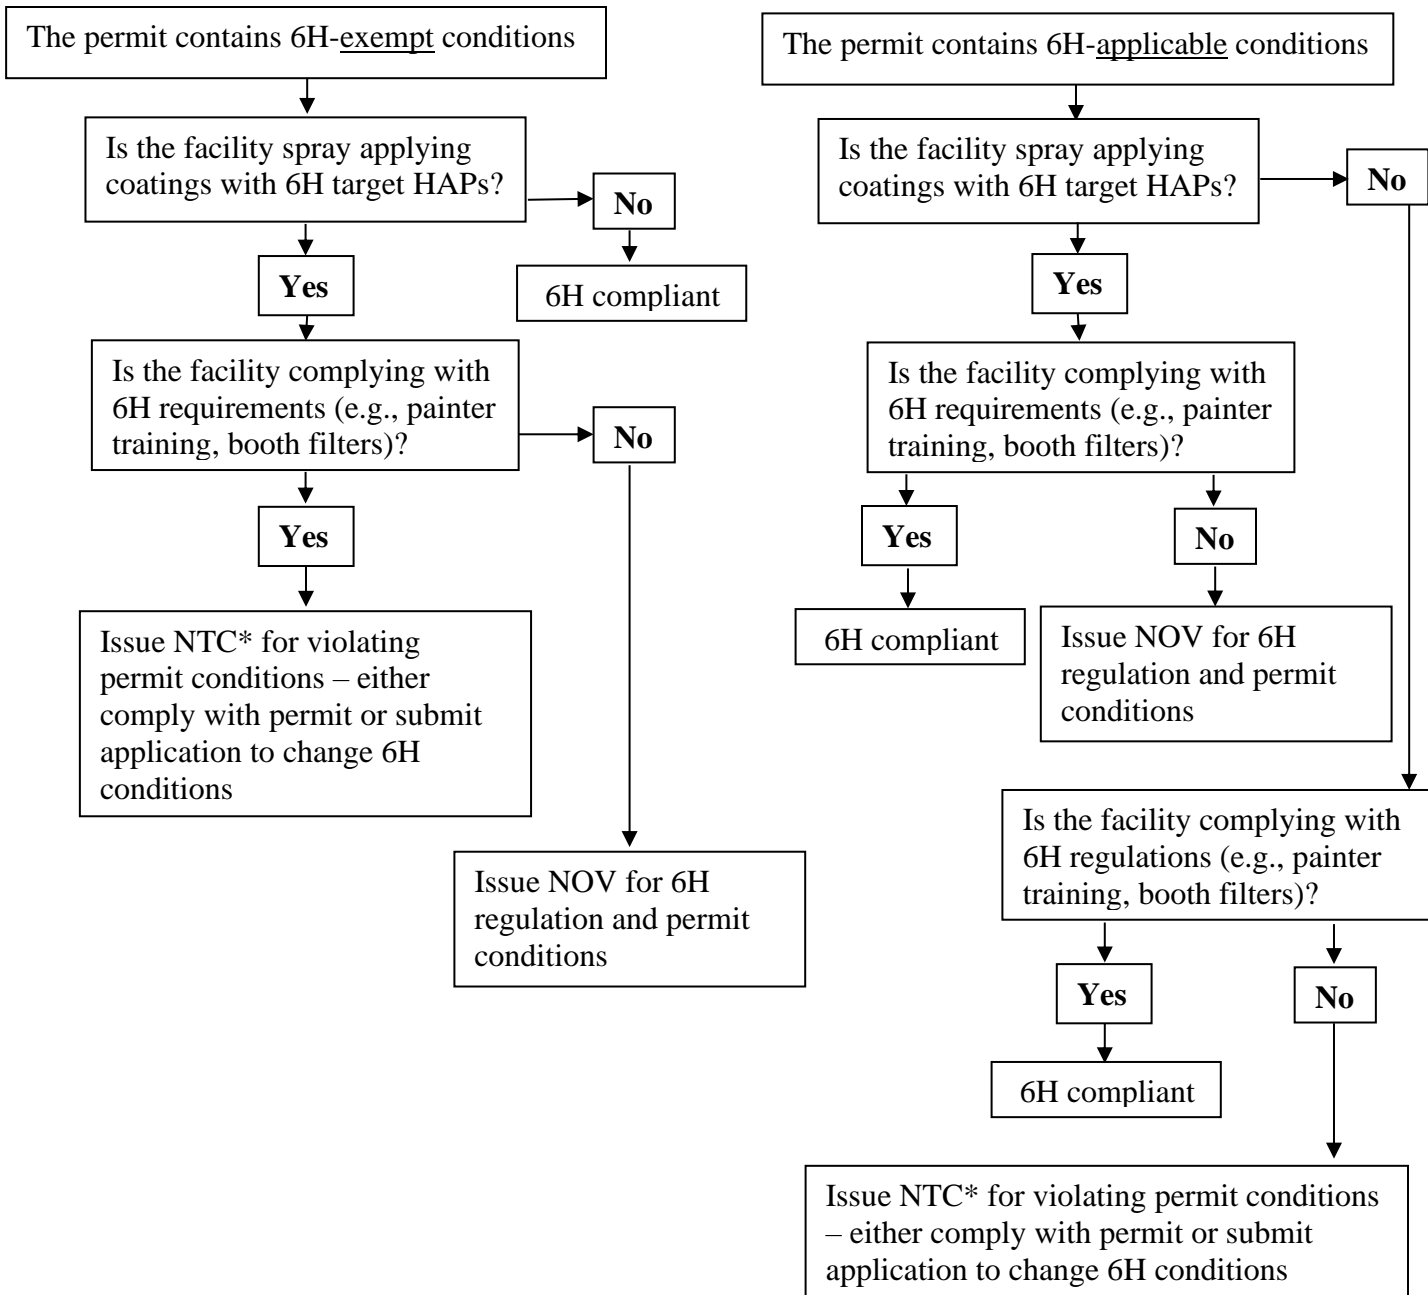 The permit contains 6H-exempt conditions
Is the facility spray applying
coatings with 6H target HAPs?
No
6H compliant
Yes
Is the facility complying with
6H requirements (e.g., painter
training, booth filters)?
No
Yes
Issue NTC* for violating
permit conditions – either
comply with permit or submit
application to change 6H
conditions
Issue NOV for 6H
regulation and permit
conditions
The permit contains 6H-applicable conditions
Is the facility spray applying
coatings with 6H target HAPs?
No
Yes
Is the facility complying with
6H requirements (e.g., painter
training, booth filters)?
Yes
No
6H compliant
Issue NOV for 6H
regulation and permit
conditions
Is the facility complying with
6H regulations (e.g., painter
training, booth filters)?
Yes
No
6H compliant
Issue NTC* for violating permit conditions
– either comply with permit or submit
application to change 6H conditions